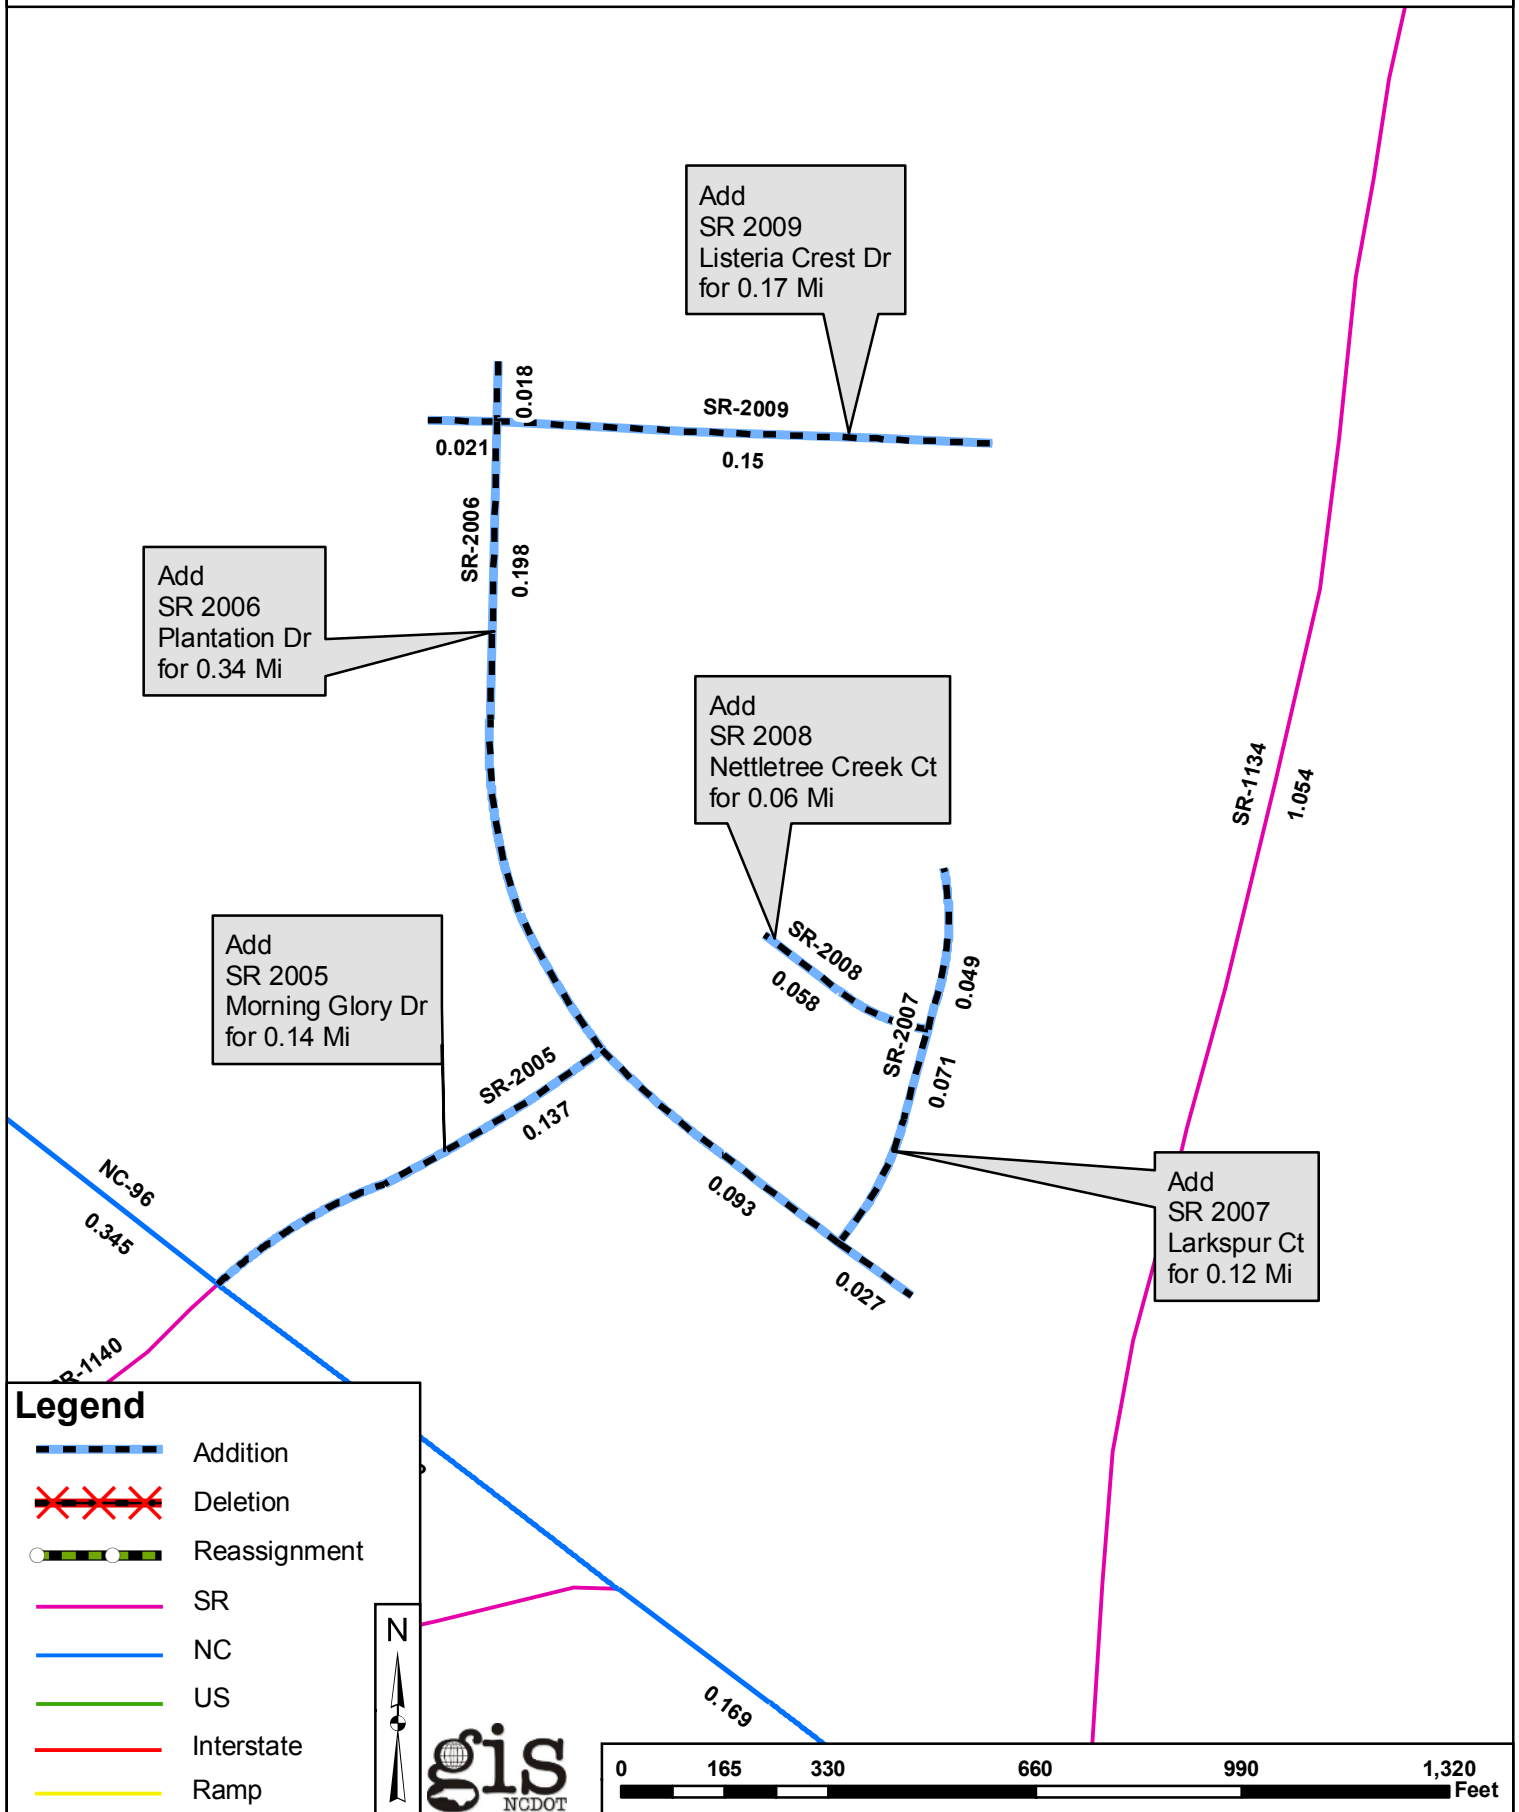 Add
SR 2009
Listeria Crest Dr
for 0.17 Mi
0.018
SR-2009
0.021
0.15
SR-2006
0.198
Add
SR 2006
Plantation Dr
for 0.34 Mi
Add
SR 2008
Nettletree Creek Ct
for 0.06 Mi
SR-1134
1.054
SR-2008
0.058
0.049
SR-2007
0.071
Add
SR 2005
Morning Glory Dr
for 0.14 Mi
SR-2005
0.137
NC-96
0.345
0.093
0.027
Add
SR 2007
Larkspur Ct
for 0.12 Mi
R-1140
Legend
Addition
Deletion
Reassignment
SR
NC
US
Interstate
Ramp
N
0.169
gis
NCDOT
0 165 330 660 990 1,320
Feet